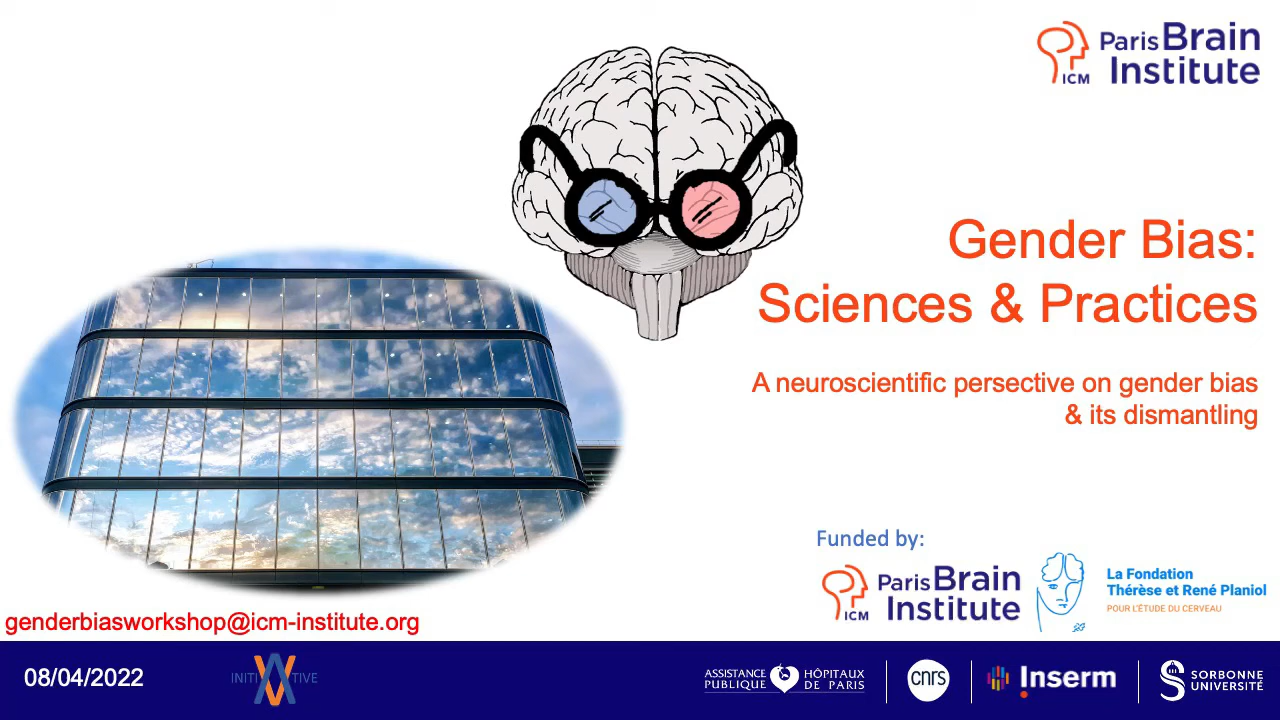 Paris Brain
Institute
ICM
Gender Bias:
Sciences & Practices
A neuroscientific persective on gender bias
& its dismantling
Funded by:
Paris Brain
Institute
ICM
La Fondation
Thérèse et René Planiol
POUR L'ÉTUDE DU CERVEAU
genderbiasworkshop@icm-institute.org
08/04/2022
INITIATIVE
ASSISTANCE
PUBLIQUE
HÔPITAUX
DE PARIS
cnrs
Inserm
SORBONNE
UNIVERSITÉ